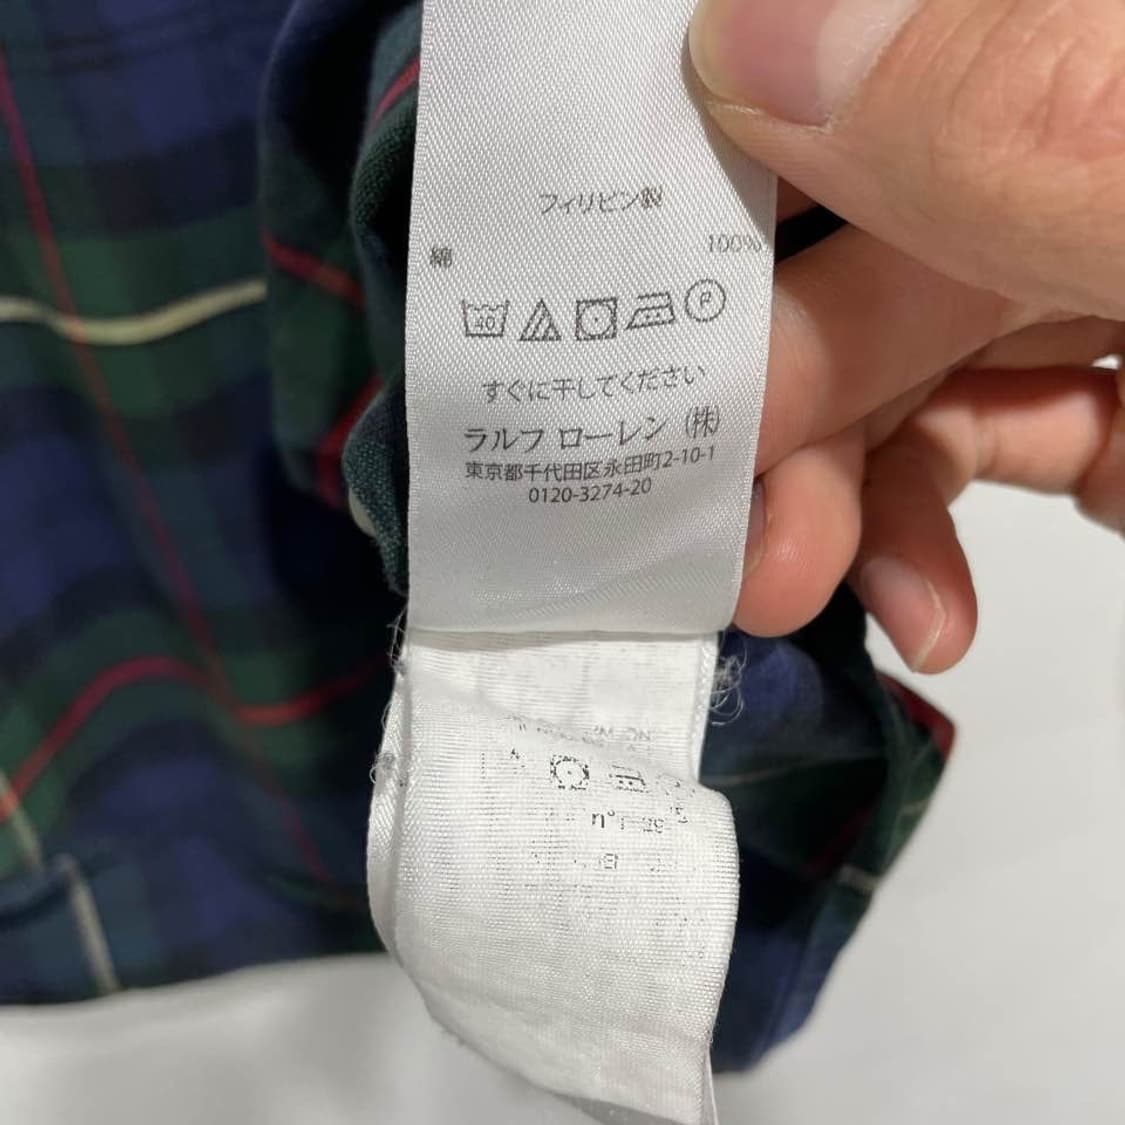 フィリピン製
綿 100%
40 P
すぐに干してください
ラルフ ローレン (株)
東京都千代田区永田町2-10-1
0120-3274-20